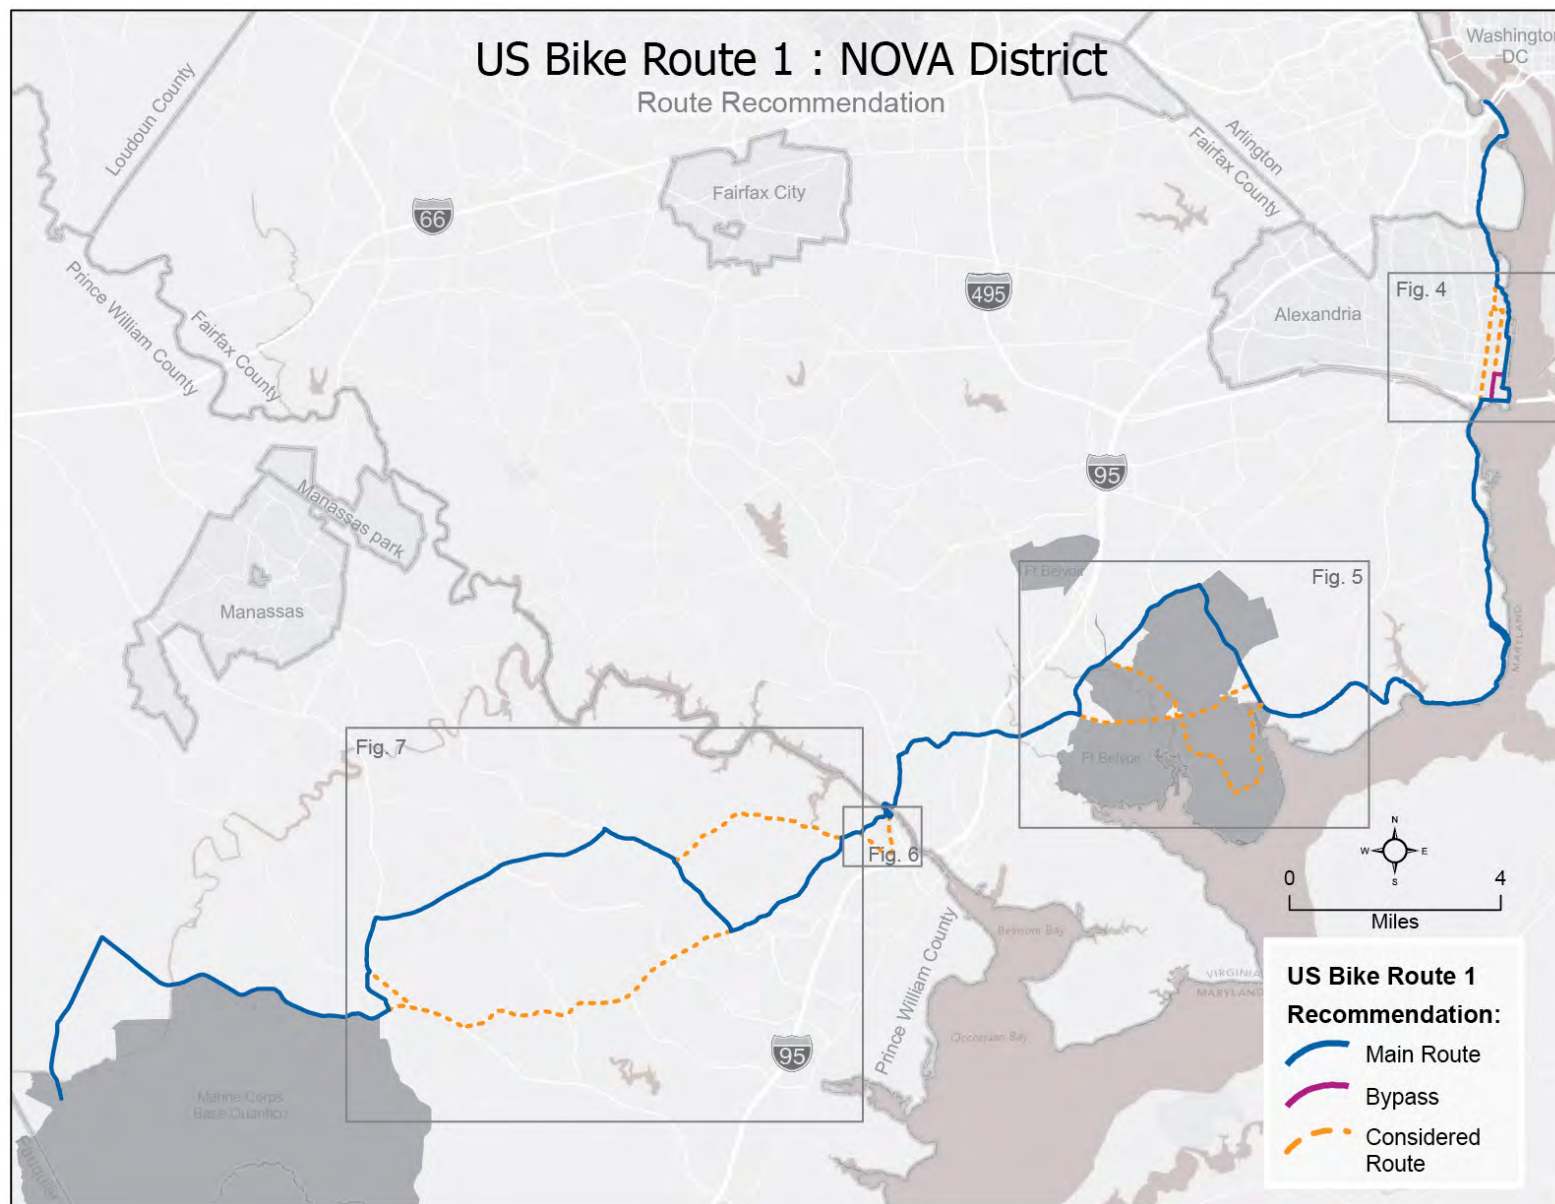 US Bike Route 1 : NOVA District
Route Recommendation
Washington
DC
Loudoun County
Arlington
Fairfax County
Fairfax City
66
495
Prince William County
Fairfax County
Fig. 4
Alexandria
95
Manassas park
Manassas
Ft Belvoir
Fig. 5
MARYLAND
Ft Belvoir
Fig. 7
Fig. 6
N
W
E
S
0
4
Miles
Prince William County
Belmont Bay
VIRGINIA
MARYLAND
Occoquan Bay
95
Marine Corps
Base Quantico
US Bike Route 1
Recommendation:
Main Route
Bypass
Considered
Route